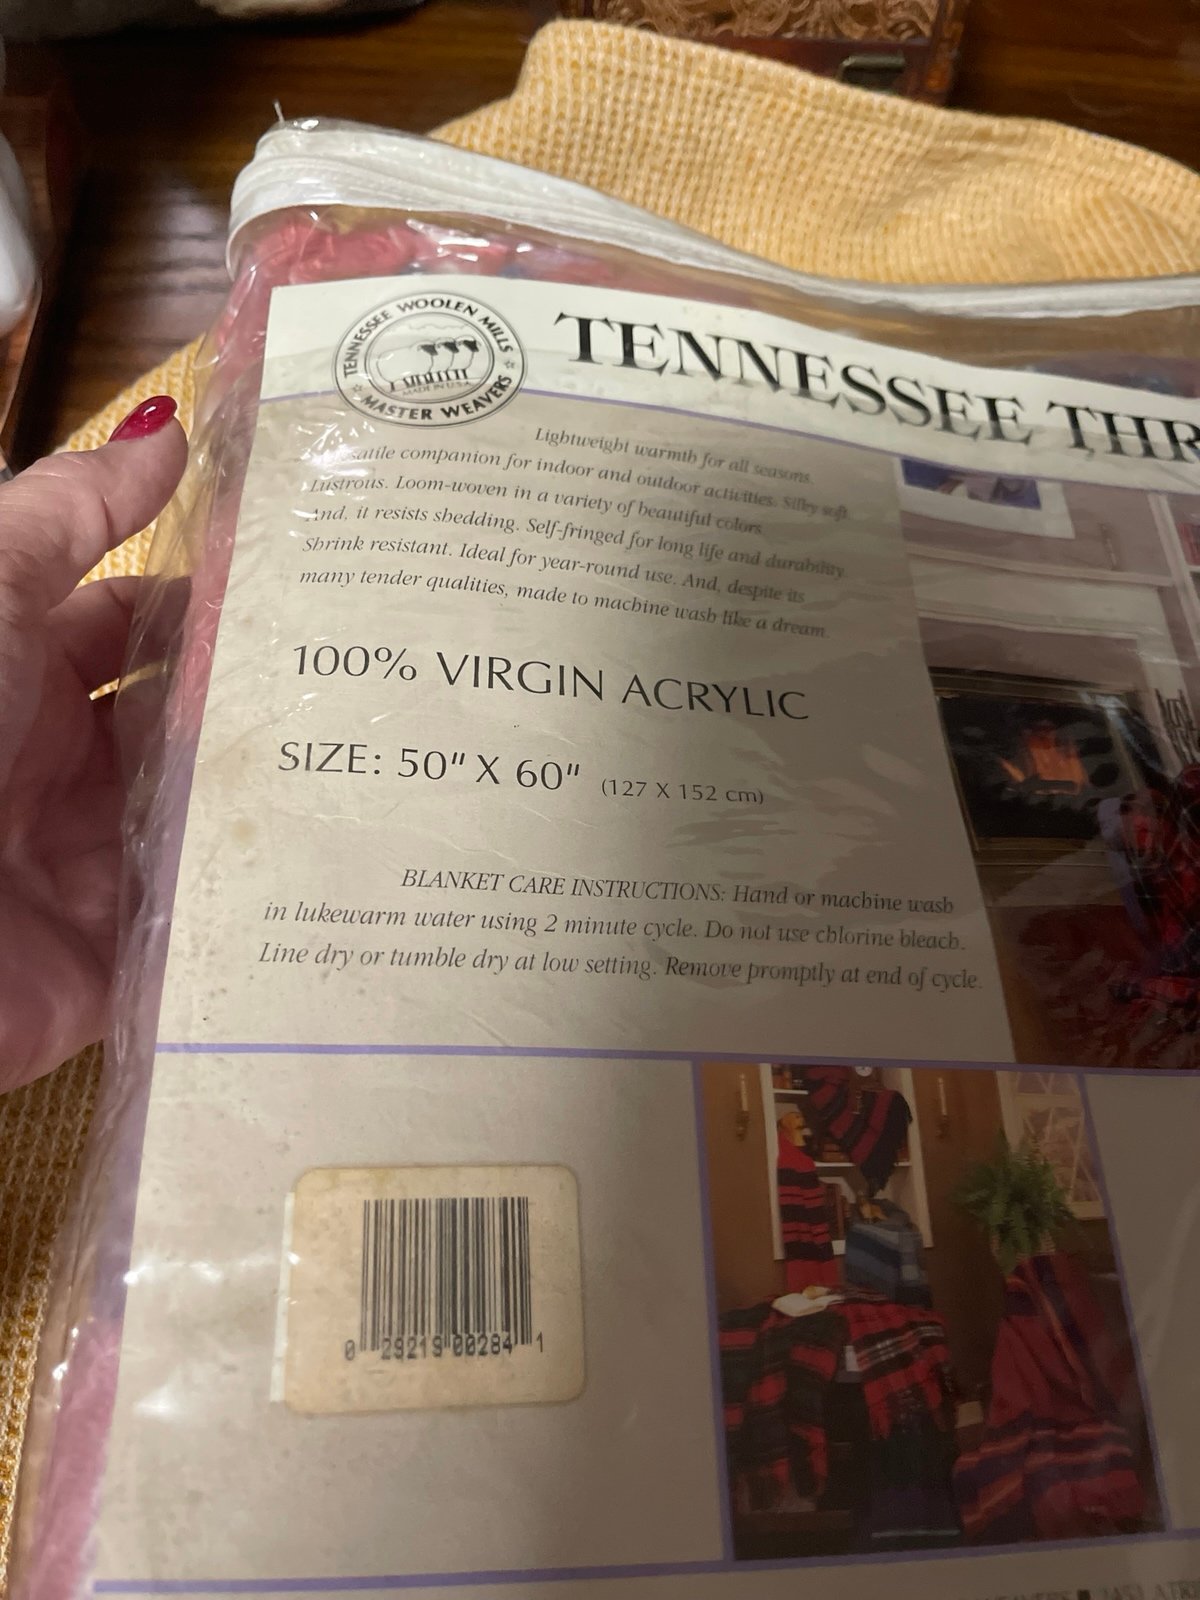 TENNESSEE WOOLEN MILLS
MADE IN U.S.A.
MASTER WEAVERS
TENNESSEE THR
Lightweight warmth for all seasons.
satile companion for indoor and outdoor activities. Silky soft.
Lustrous. Loom-woven in a variety of beautiful colors.
And, it resists shedding. Self-fringed for long life and durability.
Shrink resistant. Ideal for year-round use. And, despite its
many tender qualities, made to machine wash like a dream.
100% VIRGIN ACRYLIC
SIZE: 50" X 60" (127 X 152 cm)
BLANKET CARE INSTRUCTIONS: Hand or machine wash
in lukewarm water using 2 minute cycle. Do not use chlorine bleach.
Line dry or tumble dry at low setting. Remove promptly at end of cycle.
0 29219 00284 1